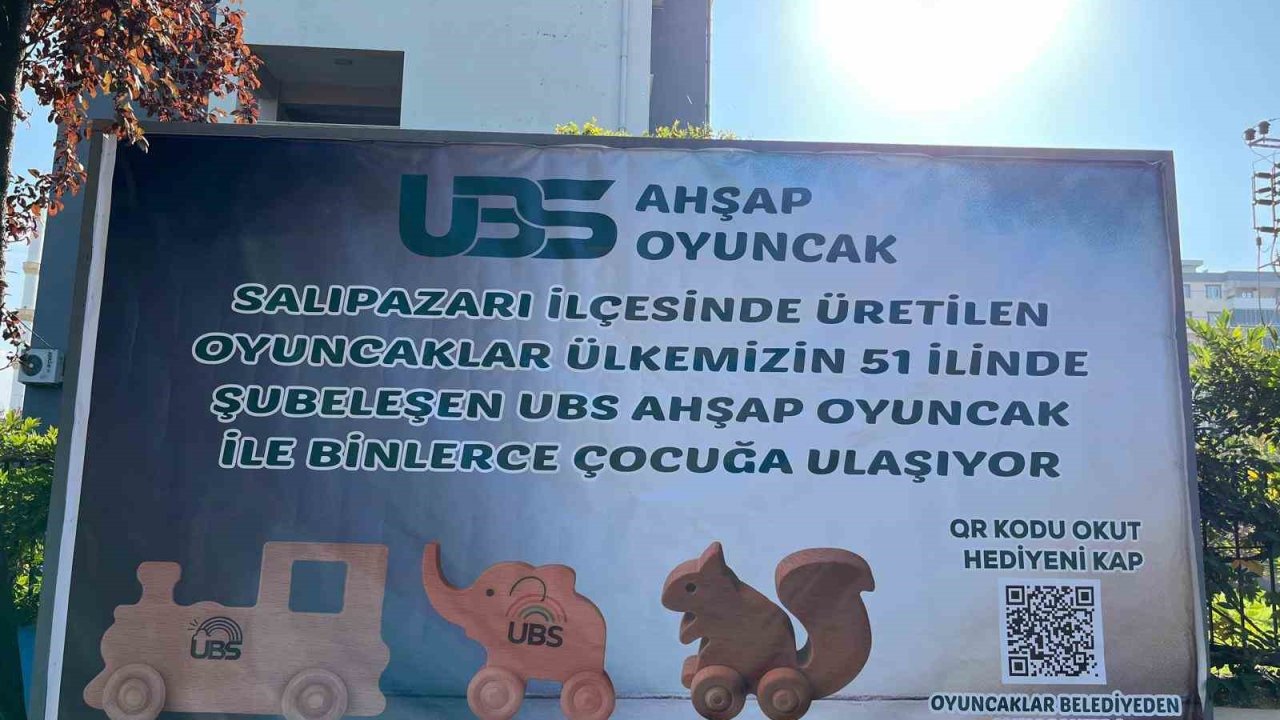 UBS AHŞAP
OYUNCAK
SALIPAZARI İLÇESİNDE ÜRETİLEN
OYUNCAKLAR ÜLKEMİZİN 51 İLİNDE
ŞUBELEŞEN UBS AHŞAP OYUNCAK
İLE BİNLERCE ÇOCUĞA ULAŞIYOR
QR KODU OKUT
HEDİYENİ KAP
UBS
UBS
OYUNCAKLAR BELEDİYEDEN